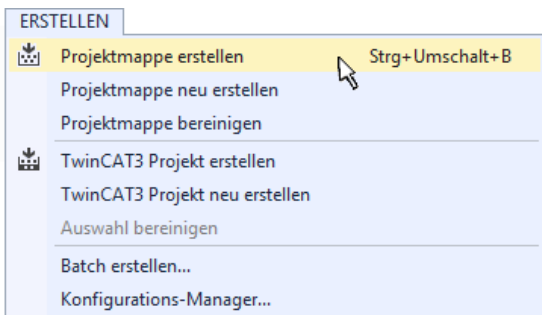 ERSTELLEN
Projektmappe erstellen Strg+Umschalt+B
Projektmappe neu erstellen
Projektmappe bereinigen
TwinCAT3 Projekt erstellen
TwinCAT3 Projekt neu erstellen
Auswahl bereinigen
Batch erstellen...
Konfigurations-Manager...